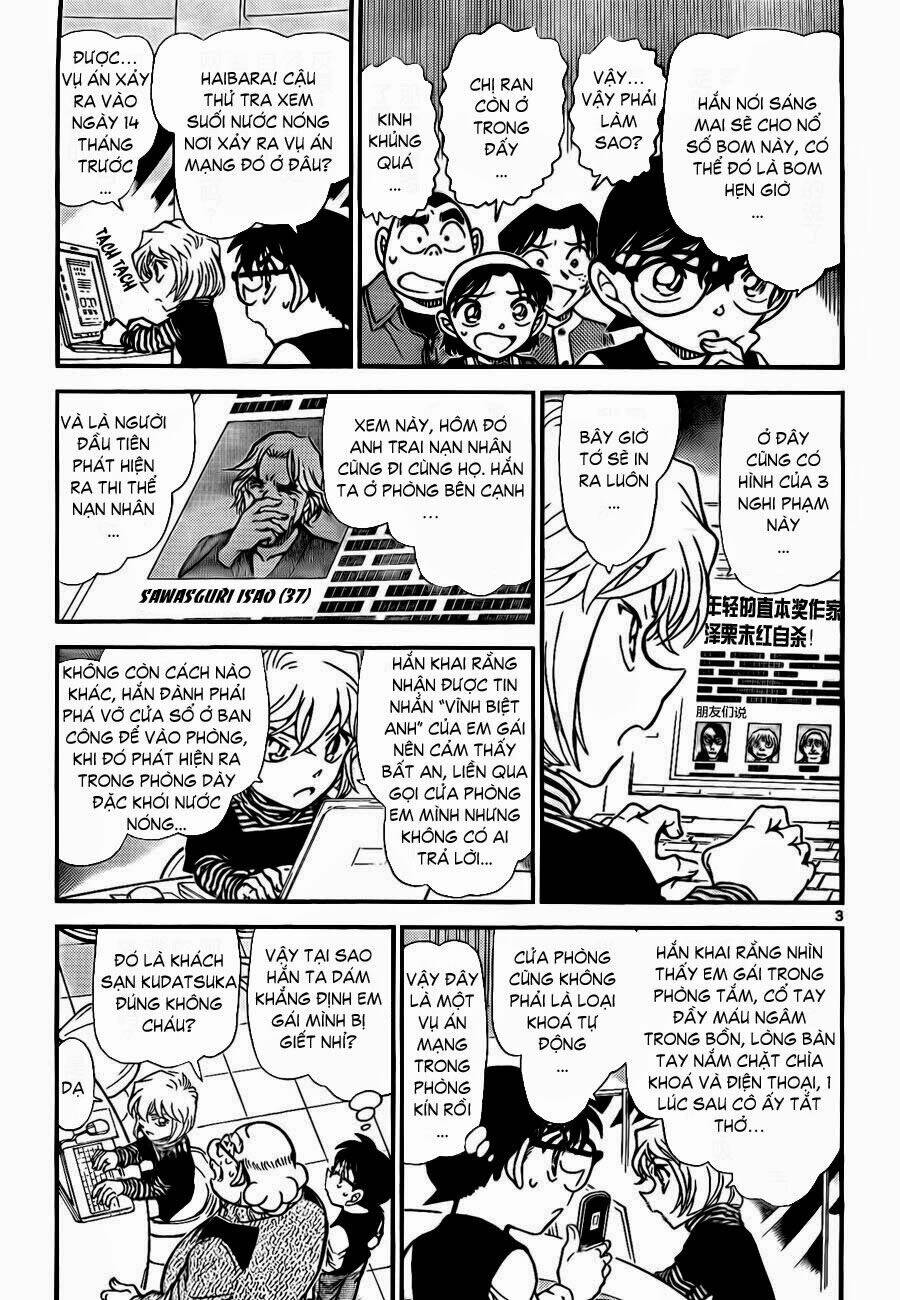 HẮN NÓI SÁNG
MAI SẼ CHO NỔ
SỐ BOM NÀY, CÓ
THỂ ĐÓ LÀ BOM
HẸN GIỜ
...
VẬY...
VẬY PHẢI
LÀM
SAO?
CHỊ RAN
CÒN Ở
TRONG
ĐẤY
...
KINH
KHỦNG
QUÁ
...
HAIBARA! CẬU
THỬ TRA XEM
SUỐI NƯỚC NÓNG
NƠI XẢY RA VỤ ÁN
MẠNG ĐÓ Ở ĐÂU?
ĐƯỢC...
VỤ ÁN XẢY
RA VÀO
NGÀY 14
THÁNG
TRƯỚC
...
TẠCH TẠCH
Ở ĐÂY
CŨNG CÓ
HÌNH CỦA 3
NGHI PHẠM
NÀY
...
BÂY GIỜ
TỚ SẼ IN
RA LUÔN
...
年轻的直本奖作家
泽栗未红自杀!
朋友们说
XEM NÀY, HÔM ĐÓ
ANH TRAI NẠN NHÂN
CŨNG ĐI CÙNG HỌ. HẮN
TA Ở PHÒNG BÊN CẠNH
...
VÀ LÀ NGƯỜI
ĐẦU TIÊN
PHÁT HIỆN
RA THI THỂ
NẠN NHÂN
...
SAWASGURI ISAO (37)
HẮN KHAI RẰNG
NHẬN ĐƯỢC TIN
NHẮN "VĨNH BIỆT
ANH" CỦA EM GÁI
NÊN CẢM THẤY
BẤT AN, LIỀN QUA
GỌI CỬA PHÒNG
EM MÌNH NHƯNG
KHÔNG CÓ AI
TRẢ LỜI...
KHÔNG CÒN CÁCH NÀO
KHÁC, HẮN ĐÀNH PHẢI
PHÁ VỠ CỬA SỔ Ở BAN
CÔNG ĐỂ VÀO PHÒNG,
KHI ĐÓ PHÁT HIỆN RA
TRONG PHÒNG DÀY
ĐẶC KHÓI NƯỚC
NÓNG...
3
HẮN KHAI RẰNG NHÌN
THẤY EM GÁI TRONG
PHÒNG TẮM, CỔ TAY
ĐẦY MÁU NGÂM
TRONG BỒN, LÒNG BÀN
TAY NẮM CHẶT CHÌA
KHOÁ VÀ ĐIỆN THOẠI, 1
LÚC SAU CÔ ẤY TẮT
THỞ...
CỬA PHÒNG
CŨNG KHÔNG
PHẢI LÀ LOẠI
KHOÁ TỰ
ĐỘNG
...
VẬY ĐÂY
LÀ MỘT
VỤ ÁN
MẠNG
TRONG
PHÒNG
KÍN RỒI
...
VẬY TẠI SAO
HẮN TA DÁM
KHẲNG ĐỊNH EM
GÁI MÌNH BỊ
GIẾT NHỈ?
ĐÓ LÀ KHÁCH
SẠN KUDATSUKA
ĐÚNG KHÔNG
CHÁU?
DẠ